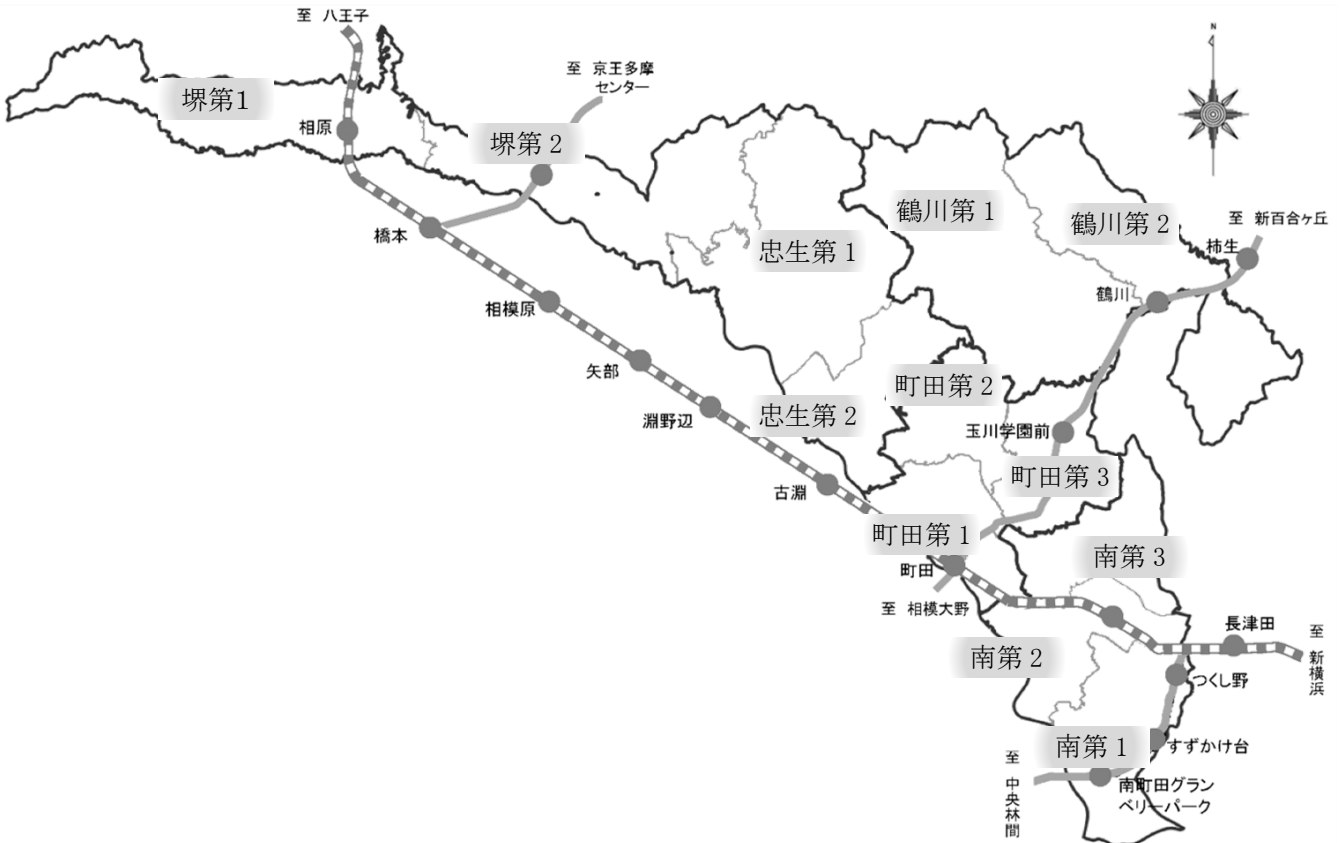 至 八王子
N
至 京王多摩
センター
堺第1
相原
堺第２
鶴川第１
鶴川第２
至 新百合ヶ丘
柿生
橋本
忠生第１
鶴川
相模原
矢部
町田第２
淵野辺
忠生第２
玉川学園前
町田第３
古淵
町田第１
南第３
町田
至 相模大野
長津田
至 新横浜
南第２
つくし野
南第１
すずかけ台
至 中央林間
南町田グラン
ベリーパーク